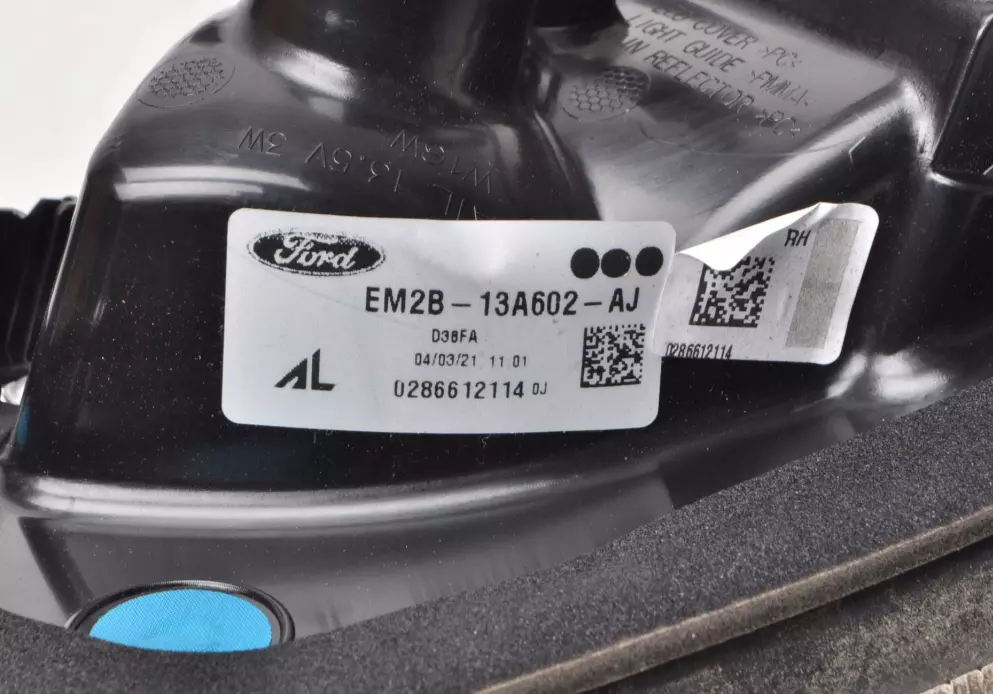 LIGHT GUIDE >PMMA<
IN REFLECTOR >PC<
13.5V 3W
W16W
Ford
EM2B-13A602-AJ
D38FA
04/03/21 11 01
AL
0286612114 0J
RH
0286612114